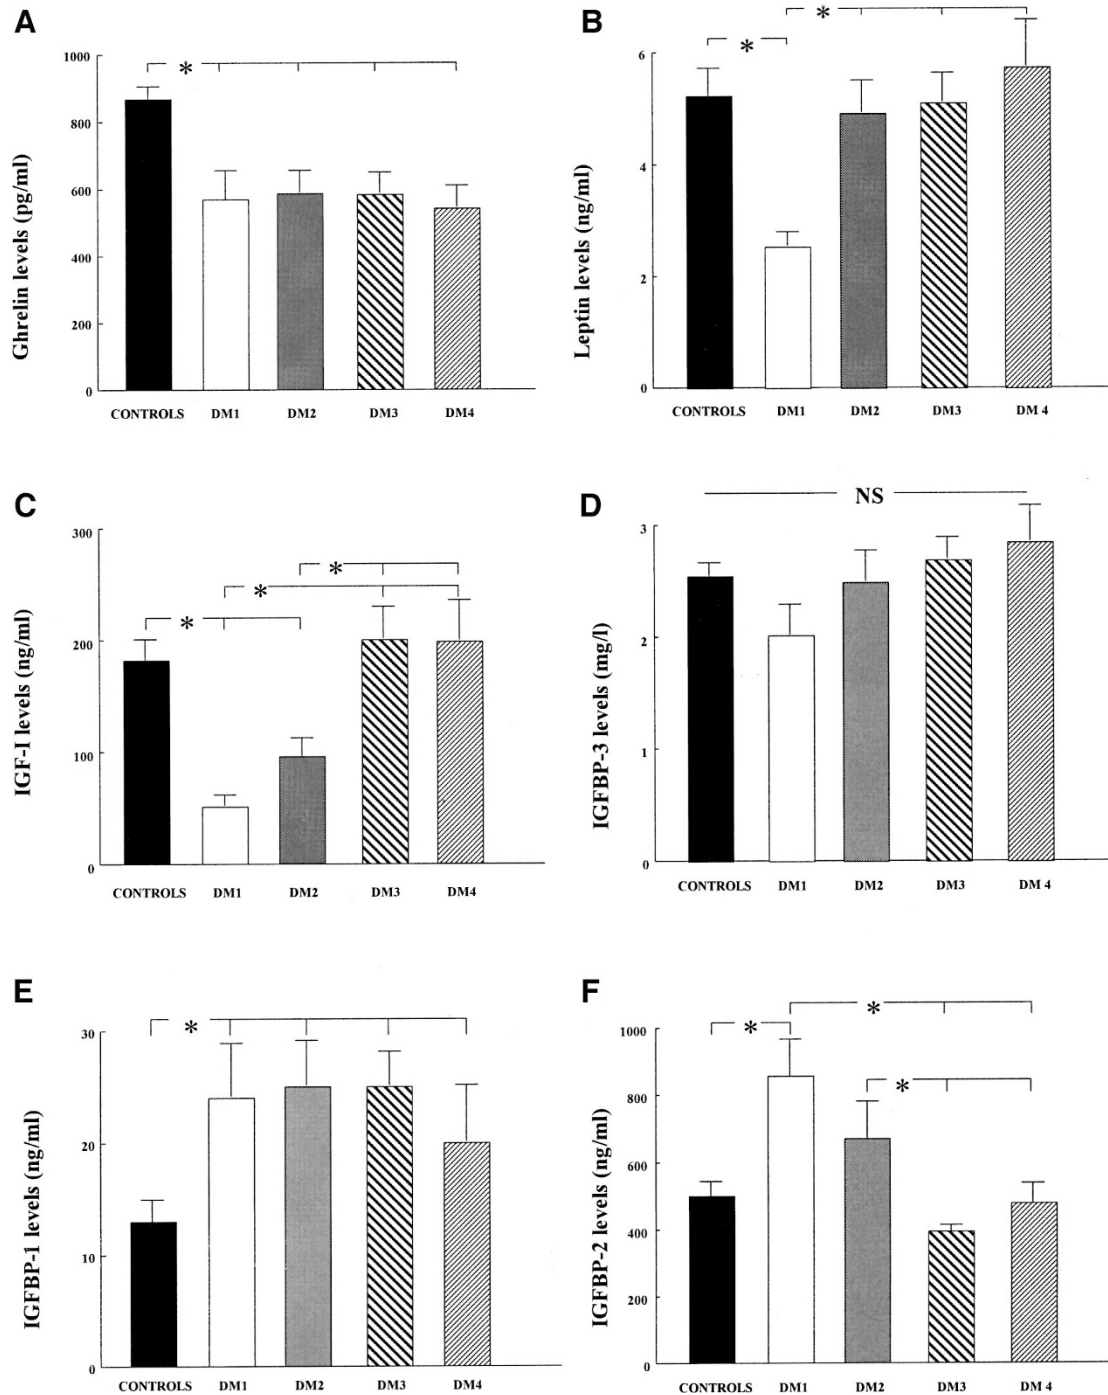 A
Ghrelin levels (pg/ml)
1000
800
600
400
200
0
*
CONTROLS DM1 DM2 DM3 DM4
B
Leptin levels (ng/ml)
6
4
2
0
*
*
CONTROLS DM1 DM2 DM3 DM 4
C
IGF-I levels (ng/ml)
300
200
100
0
*
*
*
CONTROLS DM1 DM2 DM3 DM4
D
IGFBP-3 levels (mg/l)
3
2
1
0
NS
CONTROLS DM1 DM2 DM3 DM 4
E
IGFBP-1 levels (ng/ml)
30
20
10
0
*
CONTROLS DM1 DM2 DM3 DM4
F
IGFBP-2 levels (ng/ml)
1000
800
600
400
200
0
*
*
*
CONTROLS DM1 DM2 DM3 DM 4